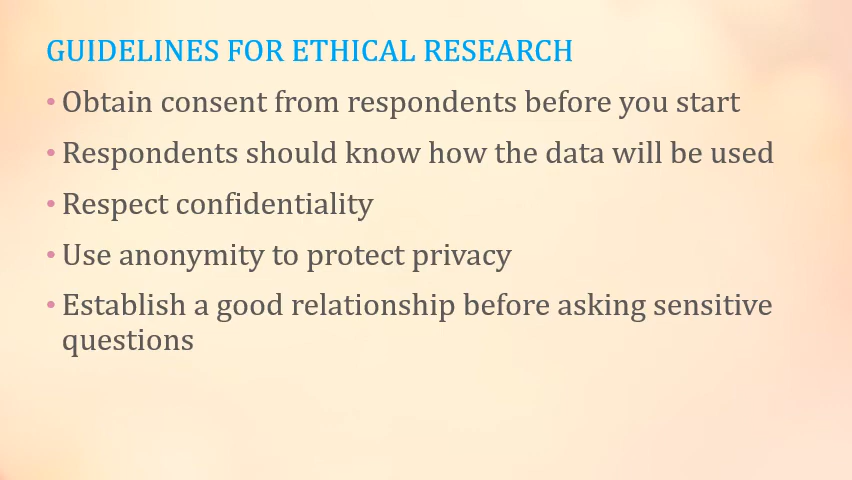 GUIDELINES FOR ETHICAL RESEARCH
• Obtain consent from respondents before you start
• Respondents should know how the data will be used
• Respect confidentiality
• Use anonymity to protect privacy
• Establish a good relationship before asking sensitive
questions